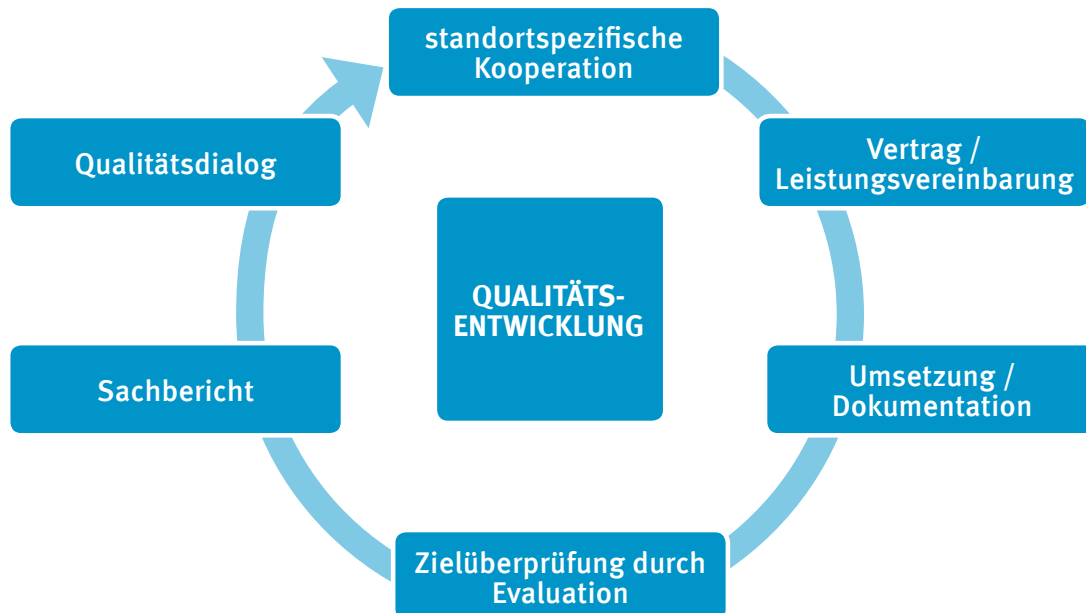 standortspezifische
Kooperation
Vertrag /
Leistungsvereinbarung
Umsetzung /
Dokumentation
Zielüberprüfung durch
Evaluation
Sachbericht
Qualitätsdialog
QUALITÄTS-
ENTWICKLUNG